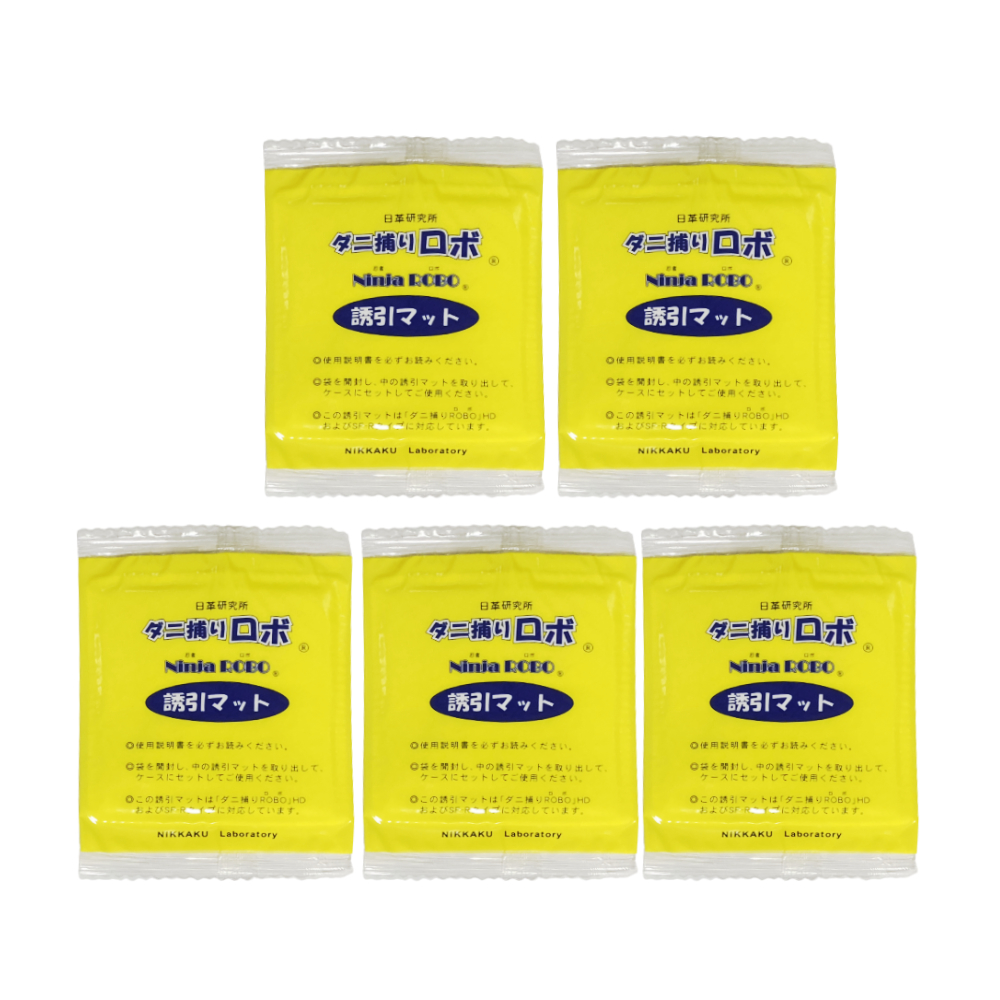 日革研究所
ダニ捕りロボ®
Ninja ROBO®
誘引マット
◎使用説明書を必ずお読みください。
◎袋を開封し、中の誘引マットを取り出して、
ケースにセットしてご使用ください。
◎この誘引マットは「ダニ捕りROBO」HD
およびSF-Rタイプに対応しています。
NIKKAKU Laboratory
日革研究所
ダニ捕りロボ®
Ninja ROBO®
誘引マット
◎使用説明書を必ずお読みください。
◎袋を開封し、中の誘引マットを取り出して、
ケースにセットしてご使用ください。
◎この誘引マットは「ダニ捕りROBO」HD
およびSF-Rタイプに対応しています。
NIKKAKU Laboratory
日革研究所
ダニ捕りロボ®
Ninja ROBO®
誘引マット
◎使用説明書を必ずお読みください。
◎袋を開封し、中の誘引マットを取り出して、
ケースにセットしてご使用ください。
◎この誘引マットは「ダニ捕りROBO」HD
およびSF-Rタイプに対応しています。
NIKKAKU Laboratory
日革研究所
ダニ捕りロボ®
Ninja ROBO®
誘引マット
◎使用説明書を必ずお読みください。
◎袋を開封し、中の誘引マットを取り出して、
ケースにセットしてご使用ください。
◎この誘引マットは「ダニ捕りROBO」HD
およびSF-Rタイプに対応しています。
NIKKAKU Laboratory
日革研究所
ダニ捕りロボ®
Ninja ROBO®
誘引マット
◎使用説明書を必ずお読みください。
◎袋を開封し、中の誘引マットを取り出して、
ケースにセットしてご使用ください。
◎この誘引マットは「ダニ捕りROBO」HD
およびSF-Rタイプに対応しています。
NIKKAKU Laboratory